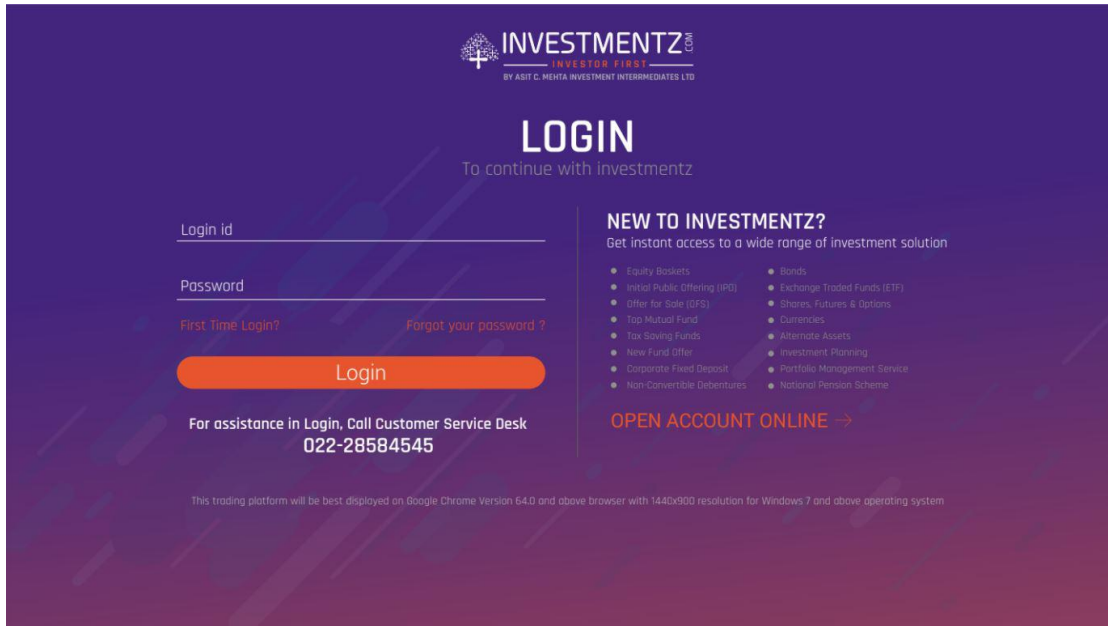 INVESTMENTZ.COM
INVESTOR FIRST
BY ASIT C. MEHTA INVESTMENT INTERRMEDIATES LTD
LOGIN
To continue with investmentz
Login id
Password
First Time Login? Forgot your password ?
Login
For assistance in Login, Call Customer Service Desk
022-28584545
NEW TO INVESTMENTZ?
Get instant access to a wide range of investment solution
Equity Baskets
Initial Public Offering (IPO)
Offer for Sale (OFS)
Top Mutual Fund
Tax Saving Funds
New Fund Offer
Corporate Fixed Deposit
Non-Convertible Debentures
Bonds
Exchange Traded Funds (ETF)
Shares, Futures & Options
Currencies
Alternate Assets
Investment Planning
Portfolio Management Service
National Pension Scheme
OPEN ACCOUNT ONLINE →
This trading platform will be best displayed on Google Chrome Version 64.0 and above browser with 1440x900 resolution for Windows 7 and above operating system